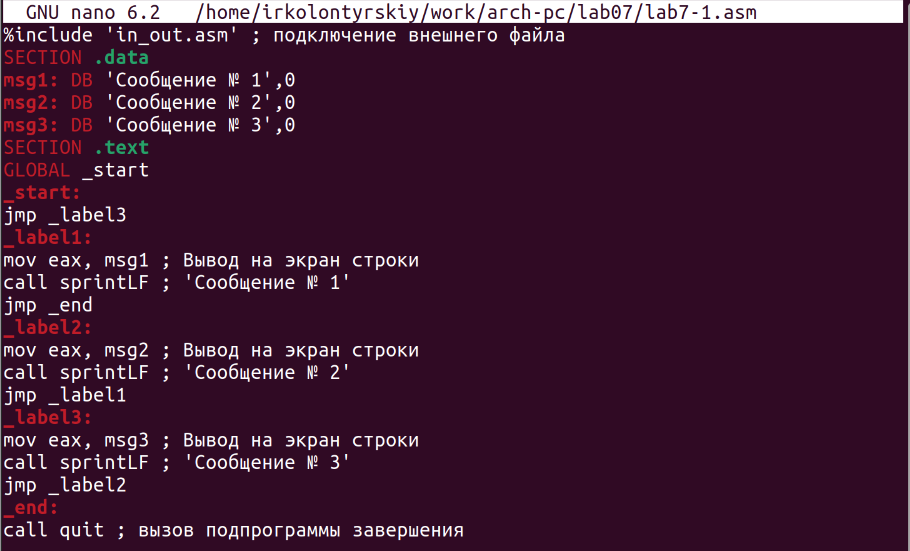 GNU nano 6.2 /home/irkolontyrskiy/work/arch-pc/lab07/lab7-1.asm
%include 'in_out.asm' ; подключение внешнего файла
SECTION .data
msg1: DB 'Сообщение № 1',0
msg2: DB 'Сообщение № 2',0
msg3: DB 'Сообщение № 3',0
SECTION .text
GLOBAL _start
_start:
jmp _label3
_label1:
mov eax, msg1 ; Вывод на экран строки
call sprintLF ; 'Сообщение № 1'
jmp _end
_label2:
mov eax, msg2 ; Вывод на экран строки
call sprintLF ; 'Сообщение № 2'
jmp _label1
_label3:
mov eax, msg3 ; Вывод на экран строки
call sprintLF ; 'Сообщение № 3'
jmp _label2
_end:
call quit ; вызов подпрограммы завершения